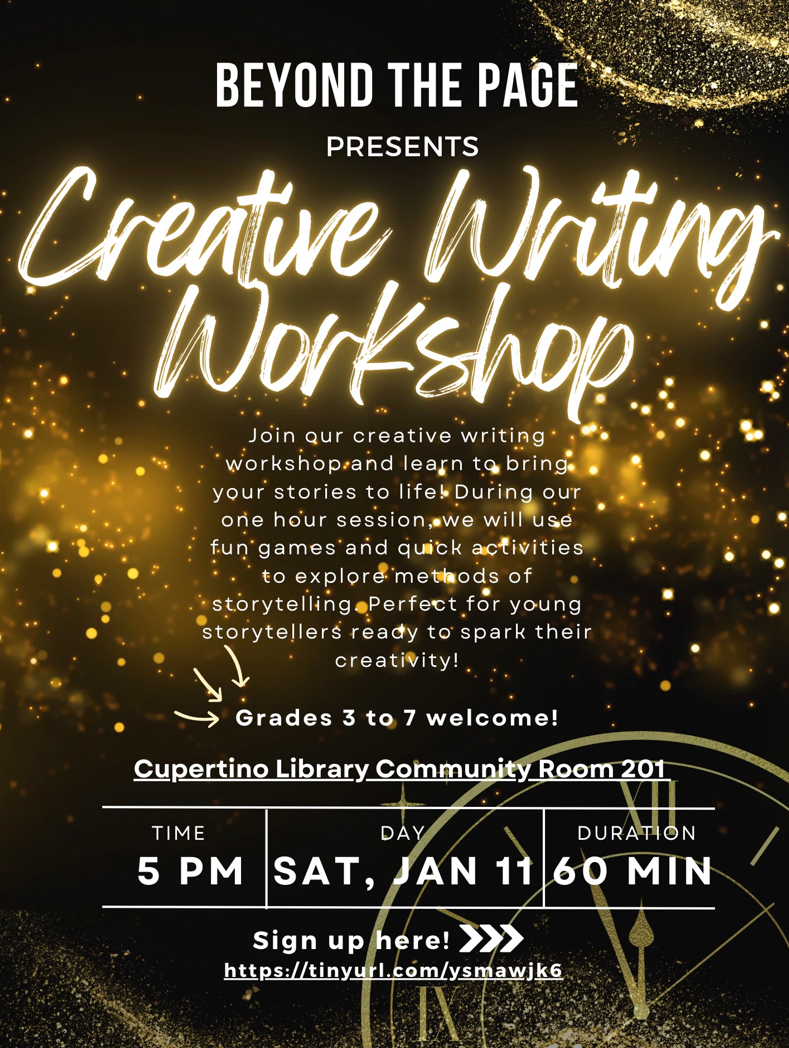 BEYOND THE PAGE
PRESENTS
Creative Writing
Workshop
Join our creative writing
workshop and learn to bring
your stories to life! During our
one hour session, we will use
fun games and quick activities
to explore methods of
storytelling. Perfect for young
storytellers ready to spark their
creativity!
Grades 3 to 7 welcome!
Cupertino Library Community Room 201
XII
TIME DAY DURATION
5 PM SAT, JAN 11 60 MIN
Sign up here!
https://tinyurl.com/ysmawjk6
IX